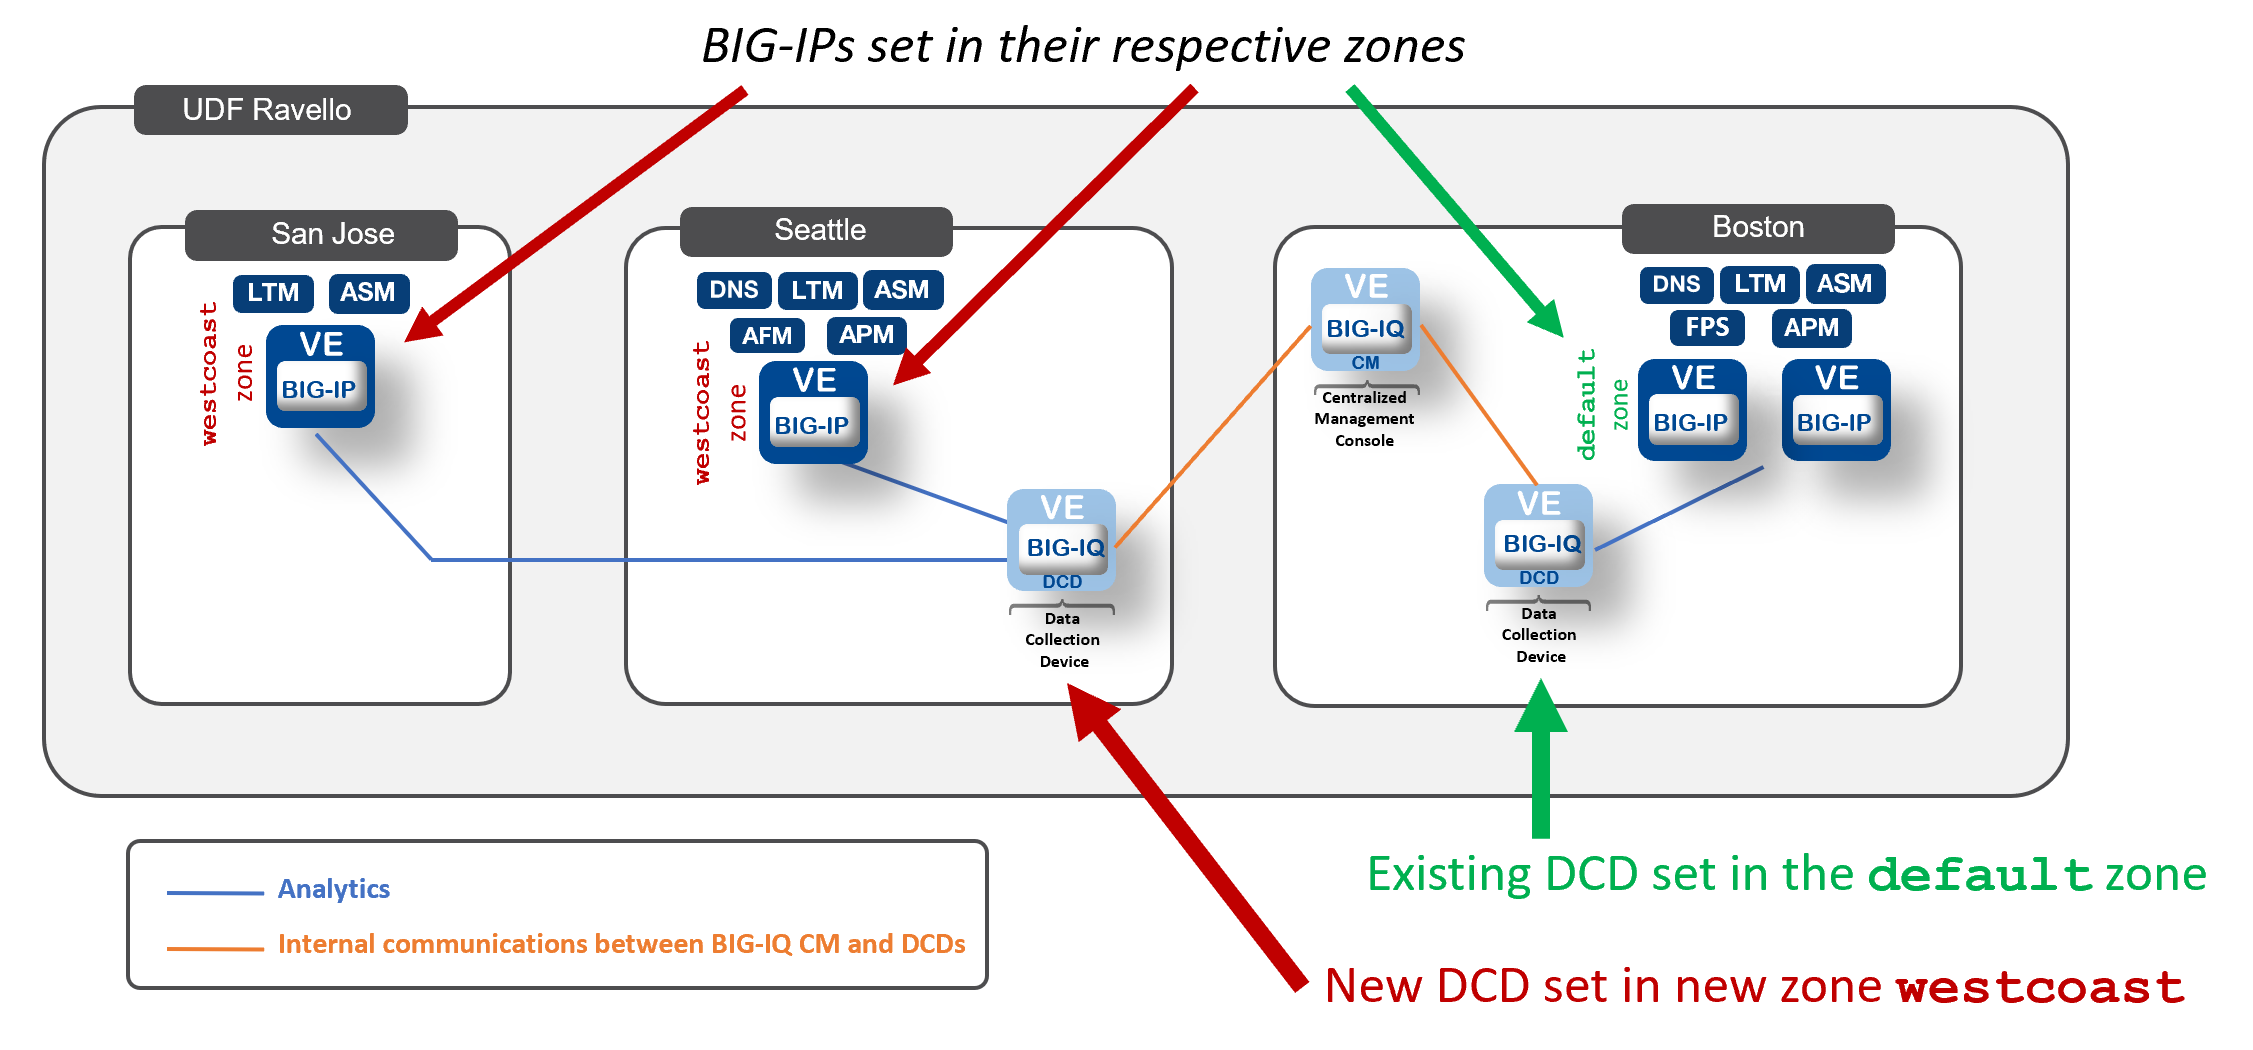 BIG-IPs set in their respective zones
UDF Ravello
San Jose
LTM ASM
westcoast
zone
VE
BIG-IP
Seattle
DNS LTM ASM
AFM APM
westcoast
zone
VE
BIG-IP
VE
BIG-IQ
DCD
Data
Collection
Device
Boston
VE
BIG-IQ
CM
Centralized
Management
Console
DNS LTM ASM
FPS APM
default
zone
VE
BIG-IP
VE
BIG-IP
VE
BIG-IQ
DCD
Data
Collection
Device
Analytics
Internal communications between BIG-IQ CM and DCDs
Existing DCD set in the default zone
New DCD set in new zone westcoast